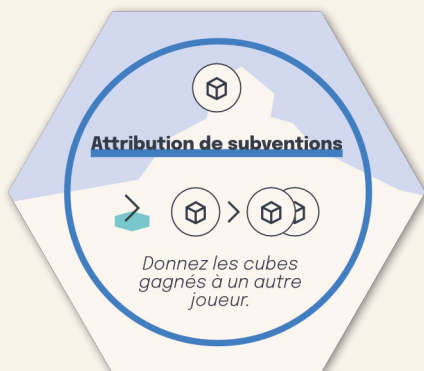 Attribution de subventions
Donnez les cubes
gagnés à un autre
joueur.